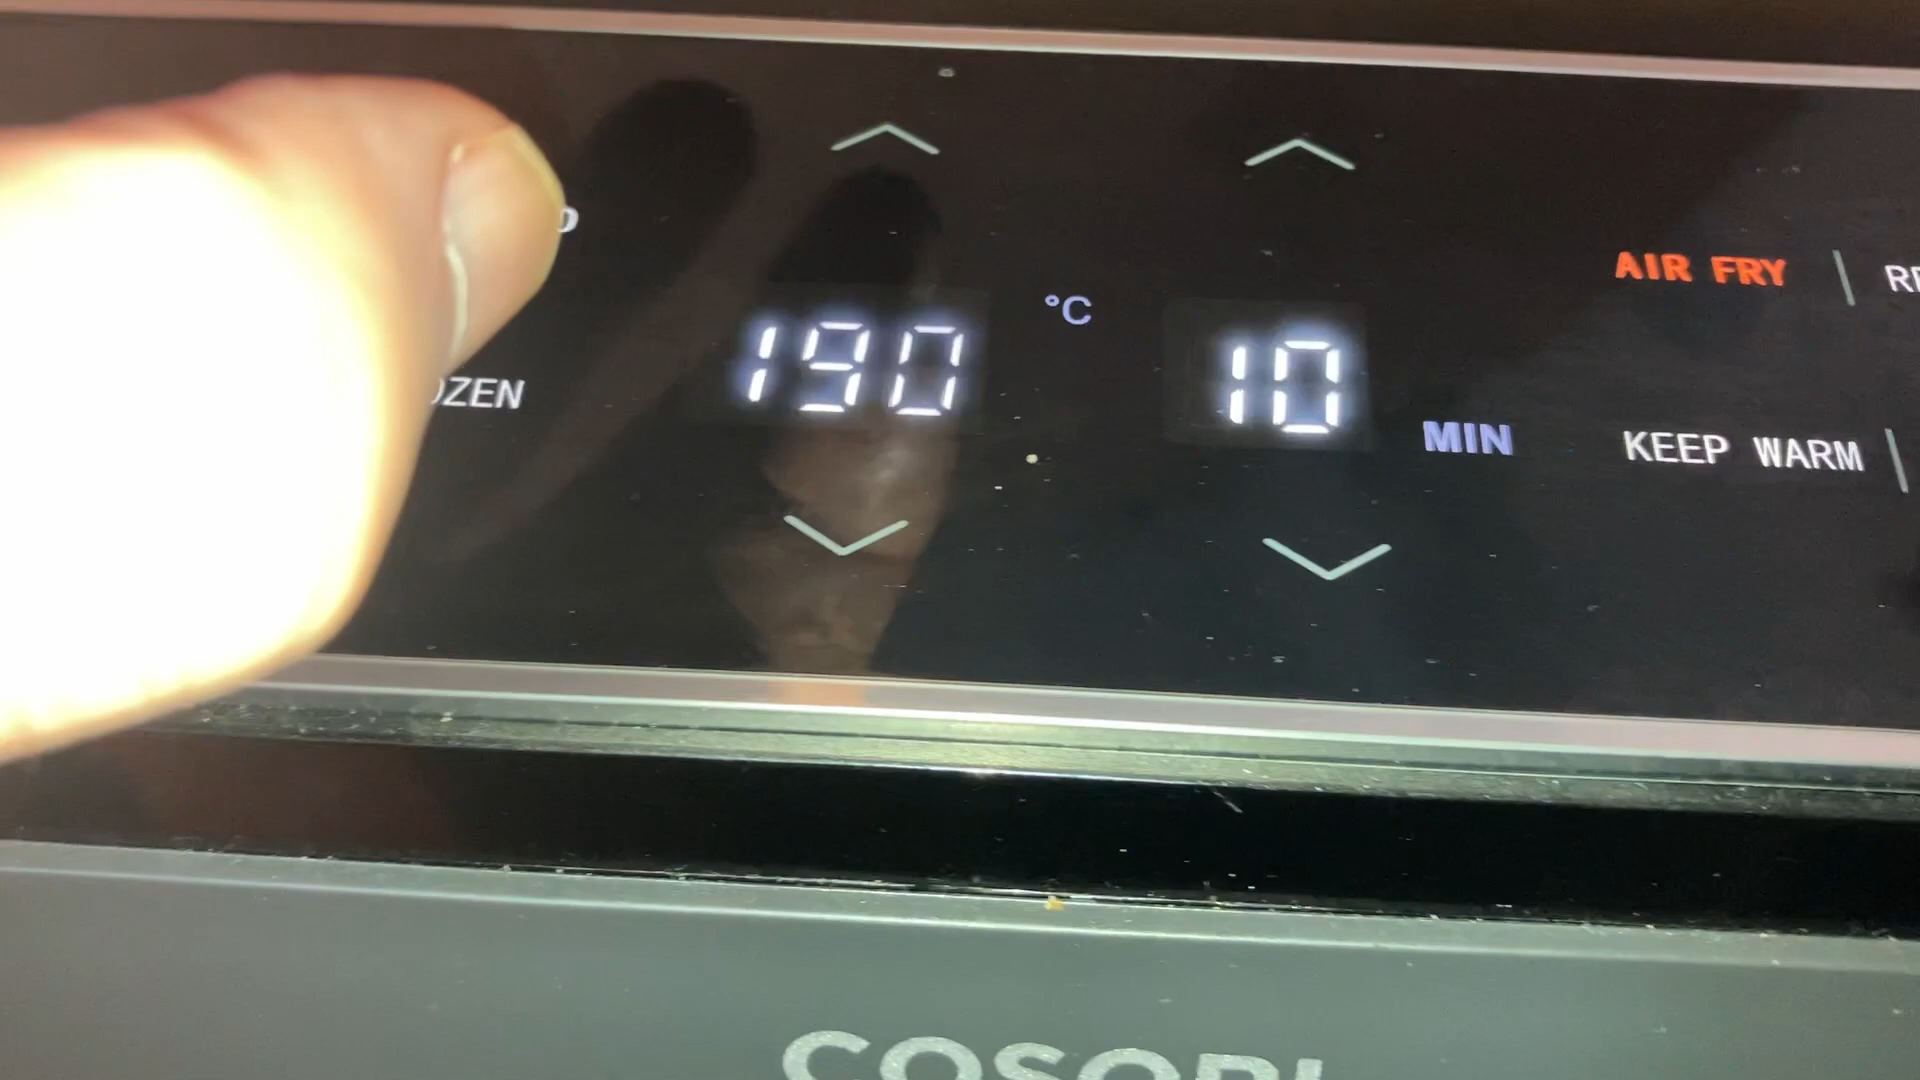 AIR FRY
190 °C 10
OZEN
MIN
KEEP WARM
COSORI